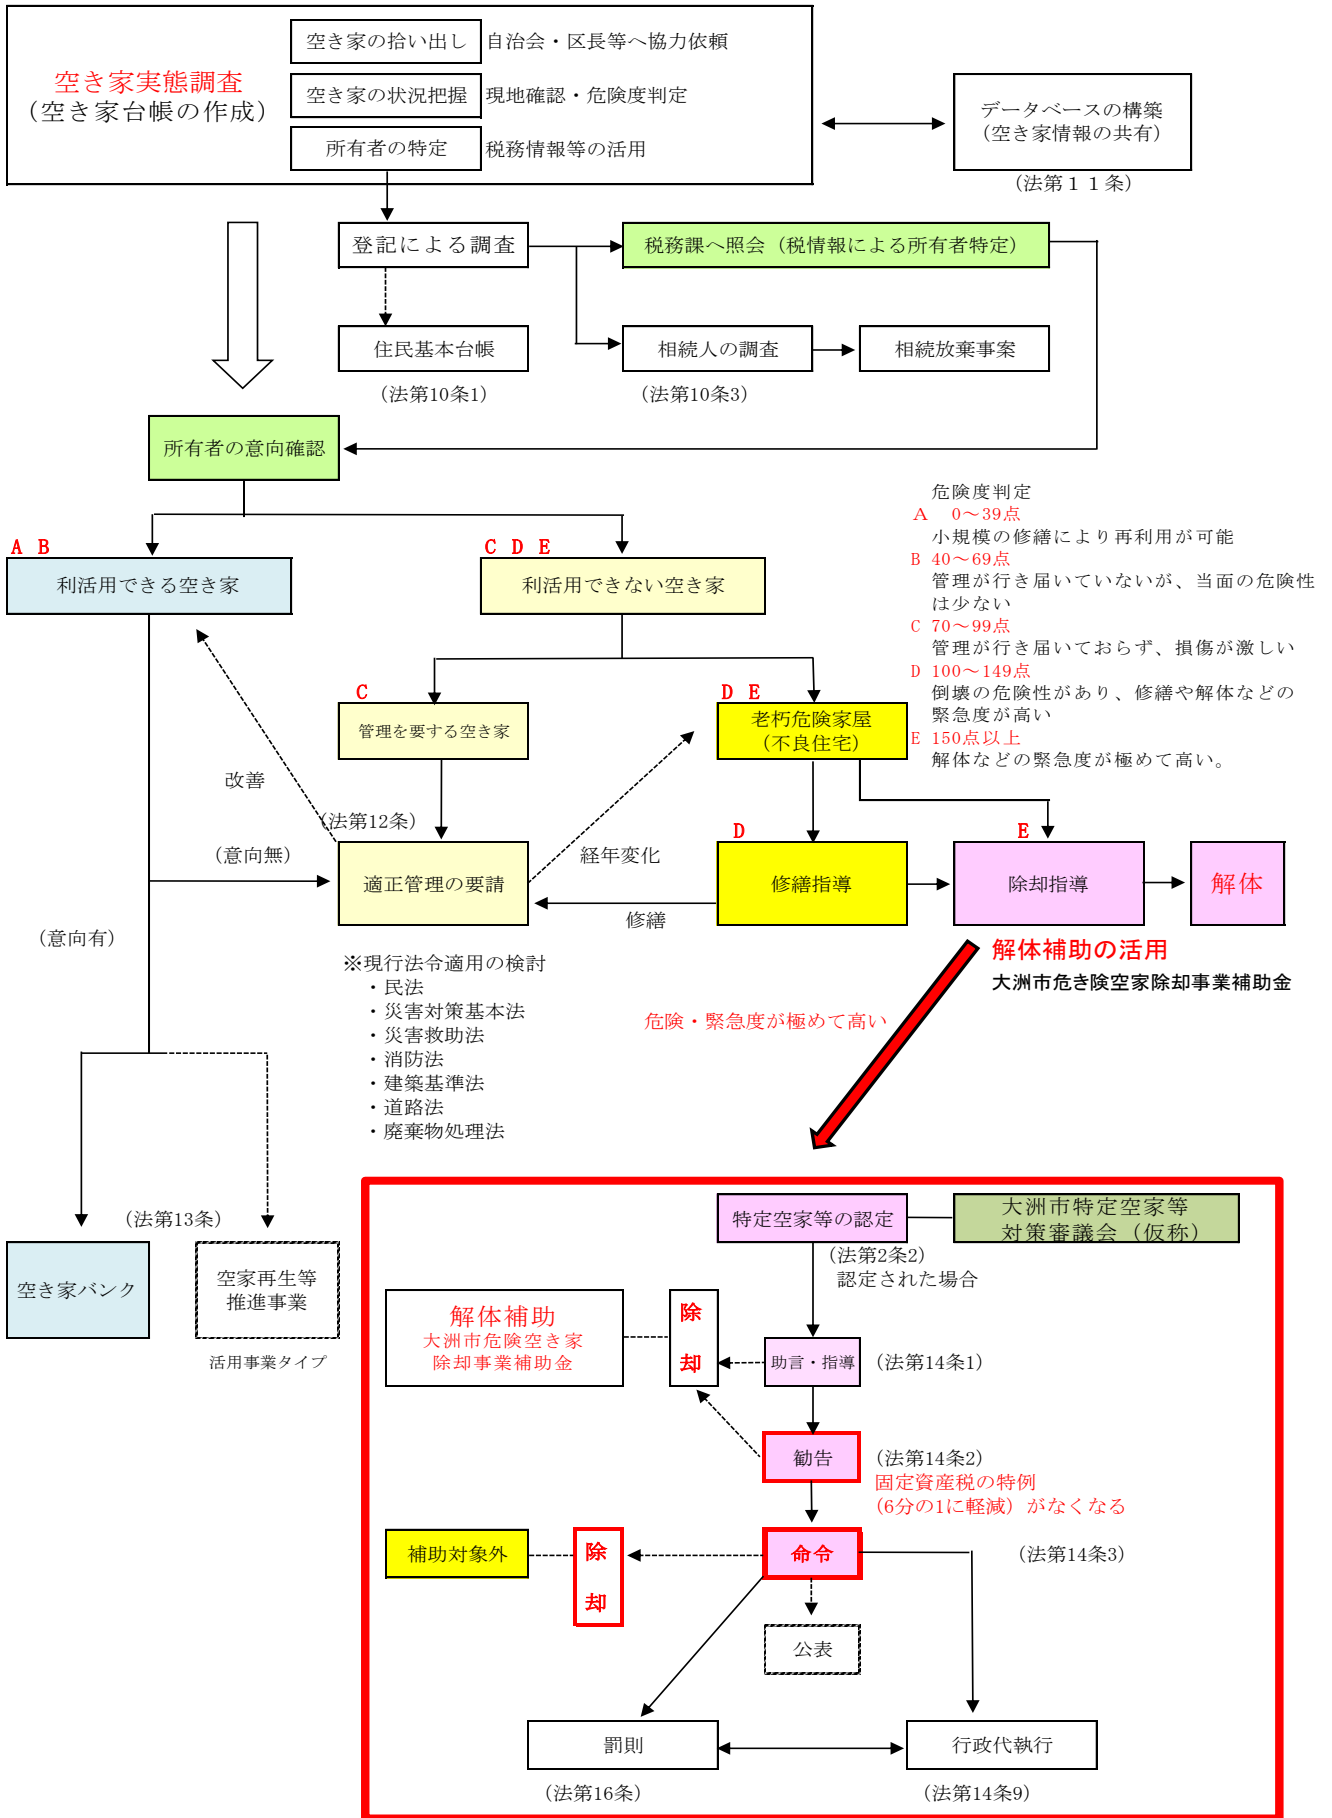 空き家実態調査
（空き家台帳の作成）
空き家の拾い出し
自治会・区長等へ協力依頼
空き家の状況把握
現地確認・危険度判定
所有者の特定
税務情報等の活用
データベースの構築
（空き家情報の共有）
（法第１１条）
登記による調査
税務課へ照会（税情報による所有者特定）
住民基本台帳
（法第10条1）
相続人の調査
（法第10条3）
相続放棄事案
所有者の意向確認
危険度判定
A 0～39点
小規模の修繕により再利用が可能
B 40～69点
管理が行き届いていないが、当面の危険性
は少ない
C 70～99点
管理が行き届いておらず、損傷が激しい
D 100～149点
倒壊の危険性があり、修繕や解体などの
緊急度が高い
E 150点以上
解体などの緊急度が極めて高い。
A B
利活用できる空き家
C D E
利活用できない空き家
C
管理を要する空き家
D E
老朽危険家屋
（不良住宅）
改善
（法第12条）
（意向無）
適正管理の要請
経年変化
修繕
D
修繕指導
E
除却指導
解体
（意向有）
※現行法令適用の検討
・民法
・災害対策基本法
・災害救助法
・消防法
・建築基準法
・道路法
・廃棄物処理法
解体補助の活用
大洲市危き険空家除却事業補助金
危険・緊急度が極めて高い
（法第13条）
空き家バンク
空家再生等
推進事業
活用事業タイプ
特定空家等の認定
大洲市特定空家等
対策審議会（仮称）
（法第2条2）
認定された場合
解体補助
大洲市危険空き家
除却事業補助金
除
却
助言・指導
（法第14条1）
勧告
（法第14条2）
固定資産税の特例
（6分の1に軽減）がなくなる
補助対象外
除
却
命令
（法第14条3）
公表
罰則
（法第16条）
行政代執行
（法第14条9）